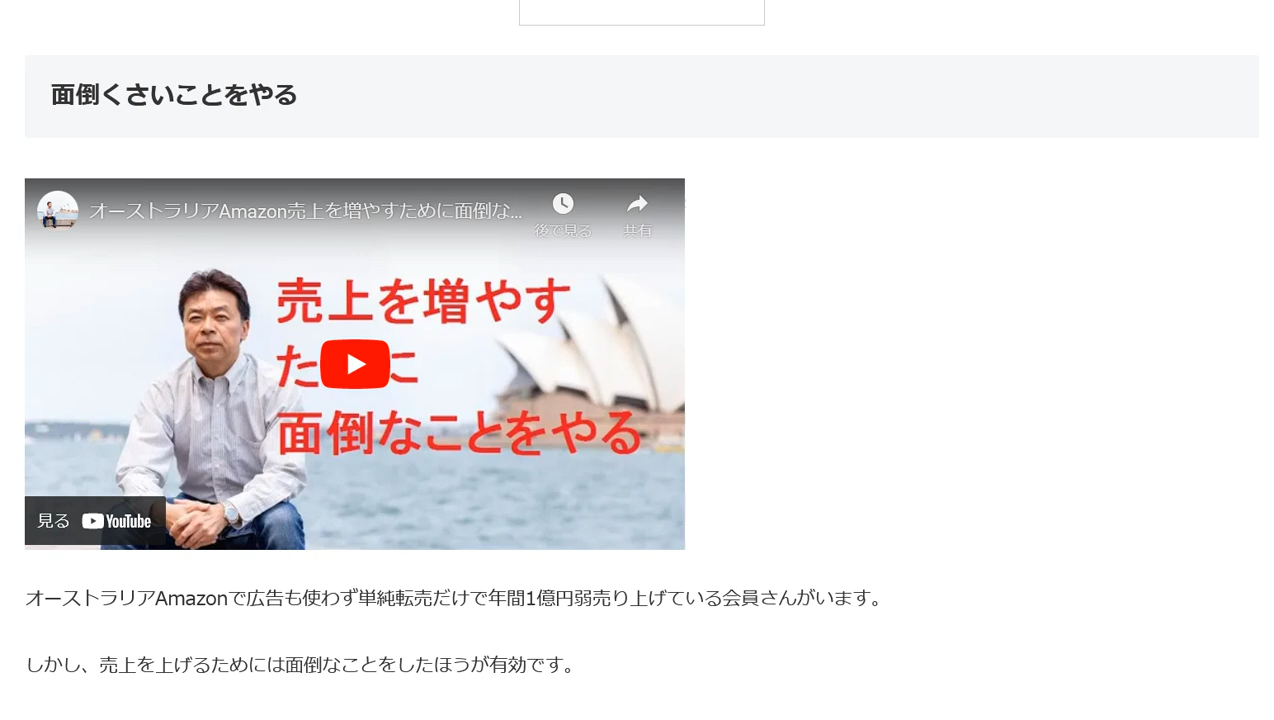 面倒くさいことをやる
オーストラリアAmazon売上を増やすために面倒な...
後で見る
共有
売上を増やす
ために
面倒なことをやる
見る YouTube
オーストラリアAmazonで広告も使わず単純転売だけで年間1億円弱売り上げている会員さんがいます。
しかし、売上を上げるためには面倒なことをしたほうが有効です。